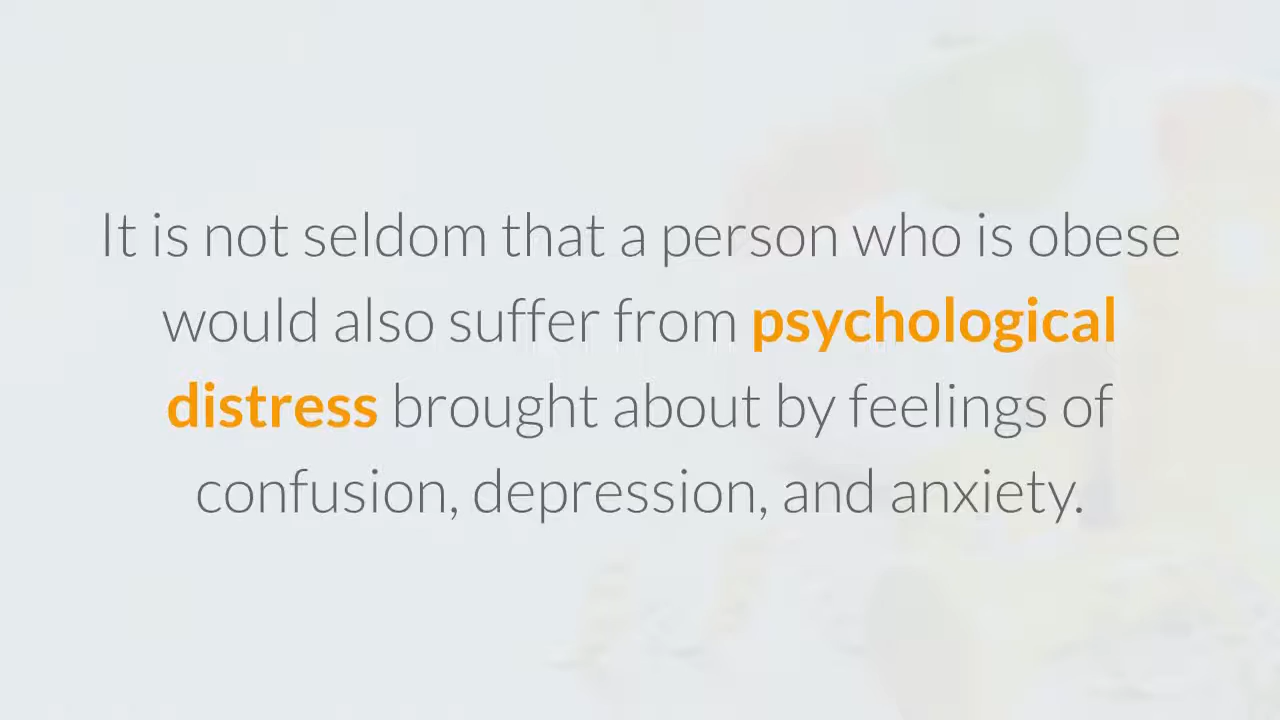 It is not seldom that a person who is obese
would also suffer from psychological
distress brought about by feelings of
confusion, depression, and anxiety.